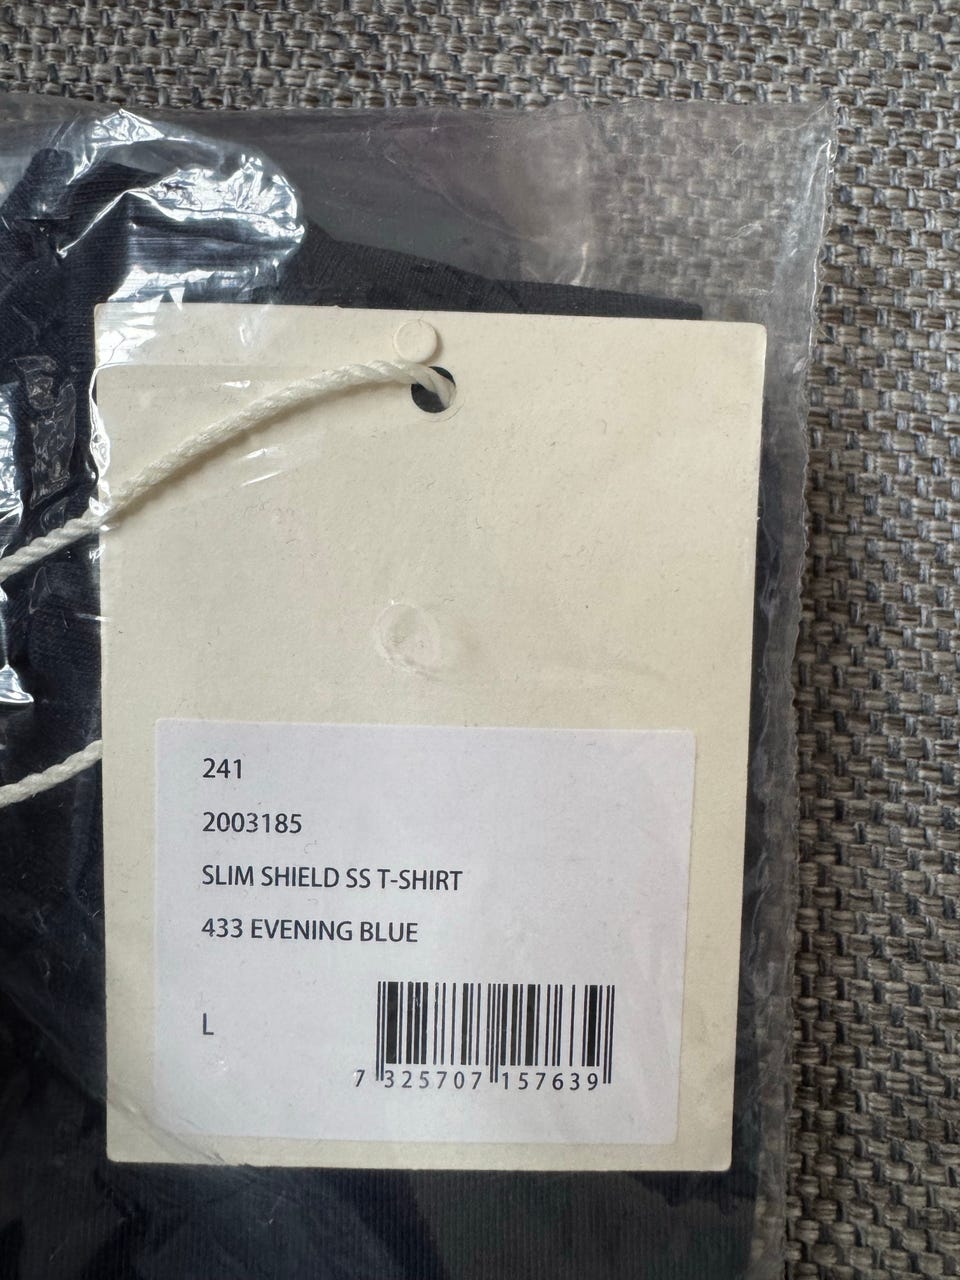 241
2003185
SLIM SHIELD SS T-SHIRT
433 EVENING BLUE
L
7 325707 157639